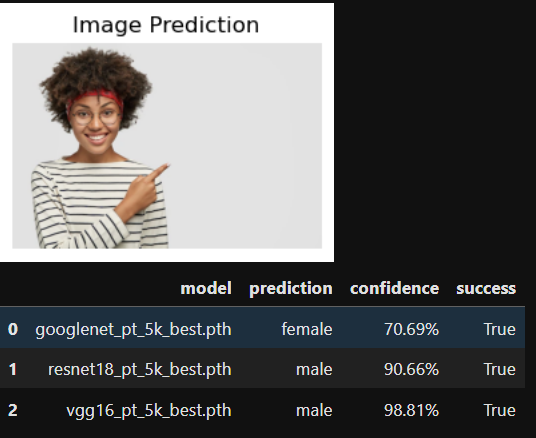 Image Prediction
model prediction confidence success
0 googlenet_pt_5k_best.pth female 70.69% True
1 resnet18_pt_5k_best.pth male 90.66% True
2 vgg16_pt_5k_best.pth male 98.81% True